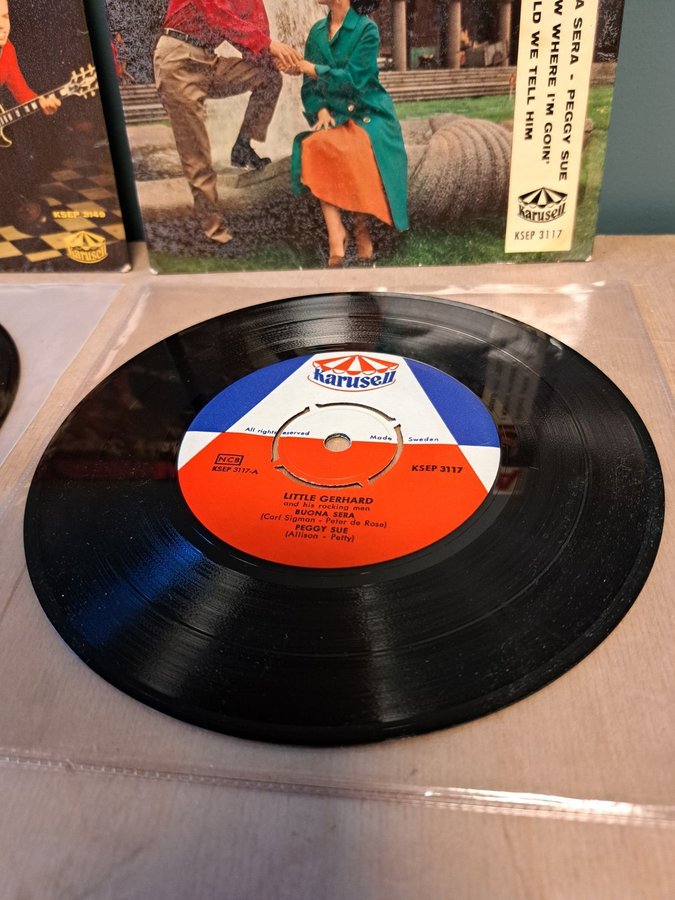 A SERA - PEGGY SUE
W WHERE I'M GOIN'
LD WE TELL HIM
Karusell
KSEP 3117
KSEP 3149
Karusell
Karusell
All rights reserved
Made Sweden
NCB
KSEP 3117-A
KSEP 3117
LITTLE GERHARD
and his rocking men
BUONA SERA
(Carl Sigman - Peter de Rose)
PEGGY SUE
(Allison - Petty)